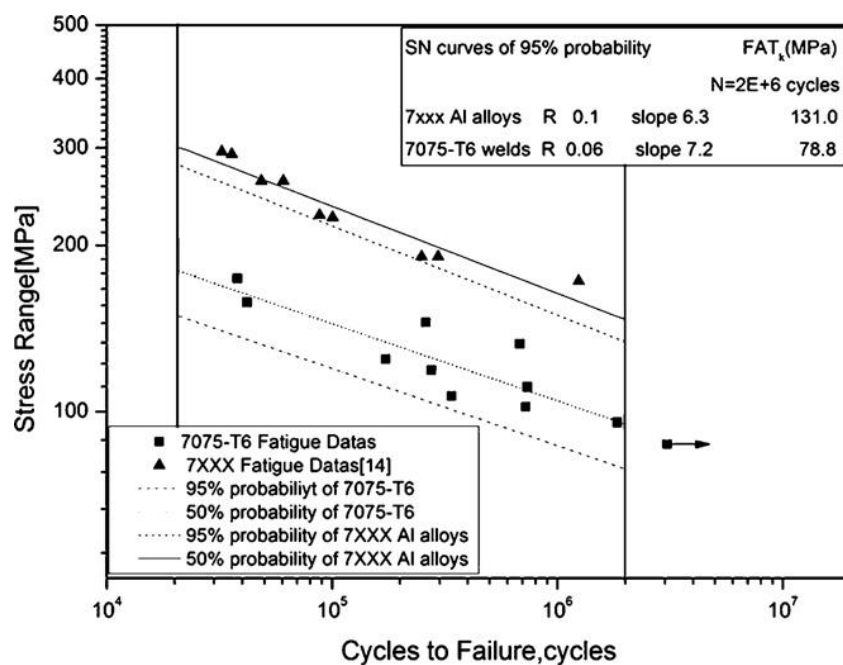 500
400
300
200
100
Stress Range[MPa]
SN curves of 95% probability FATk(MPa)
N=2E+6 cycles
7xxx Al alloys R 0.1 slope 6.3 131.0
7075-T6 welds R 0.06 slope 7.2 78.8
7075-T6 Fatigue Datas
7XXX Fatigue Datas[14]
95% probabiliyt of 7075-T6
50% probability of 7075-T6
95% probability of 7XXX Al alloys
50% probability of 7XXX Al alloys
10^4 10^5 10^6 10^7
Cycles to Failure,cycles